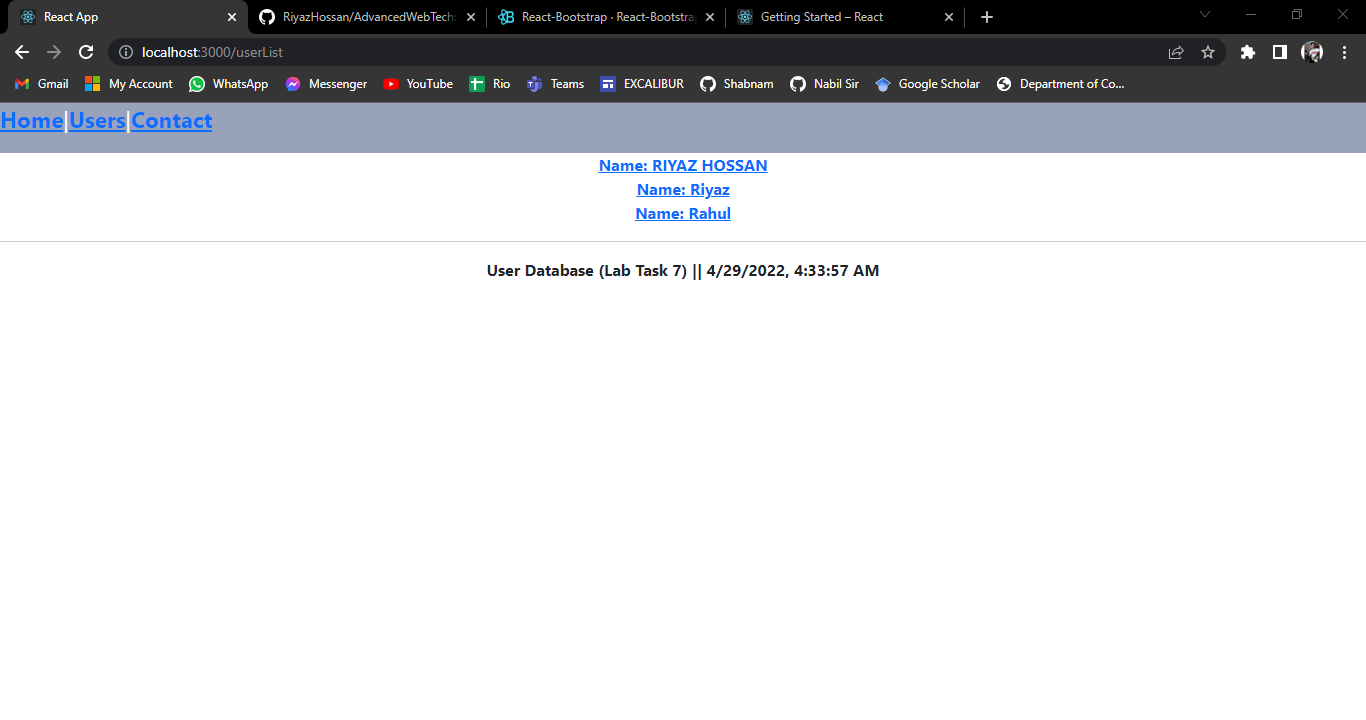 React App
RiyazHossan/AdvancedWebTech
React-Bootstrap · React-Bootstrap
Getting Started – React
localhost:3000/userList
Gmail
My Account
WhatsApp
Messenger
YouTube
Rio
Teams
EXCALIBUR
Shabnam
Nabil Sir
Google Scholar
Department of Co...
Home|Users|Contact
Name: RIYAZ HOSSAN
Name: Riyaz
Name: Rahul
User Database (Lab Task 7) || 4/29/2022, 4:33:57 AM